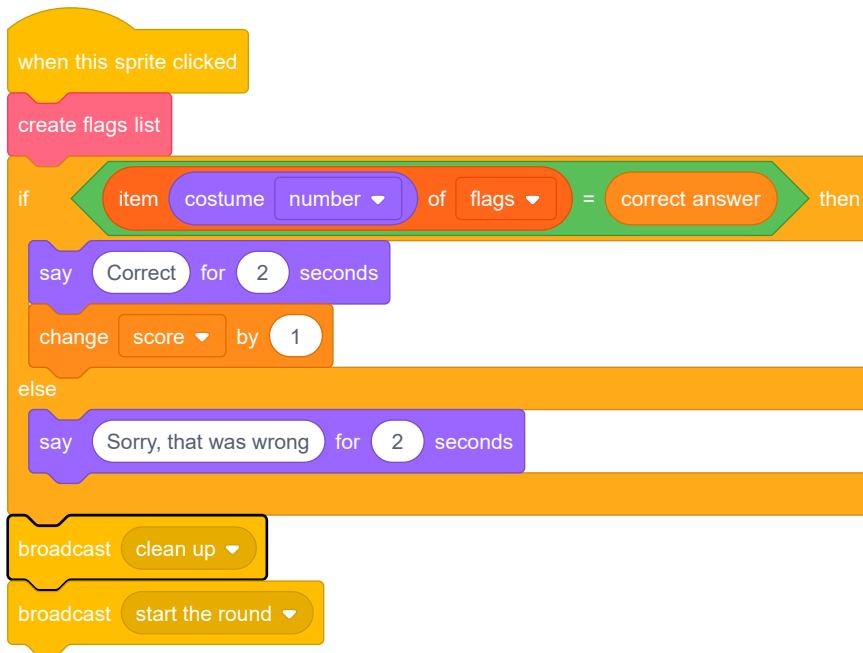 when this sprite clicked
create flags list
if item costume number of flags = correct answer then
say Correct for 2 seconds
change score by 1
else
say Sorry, that was wrong for 2 seconds
broadcast clean up
broadcast start the round